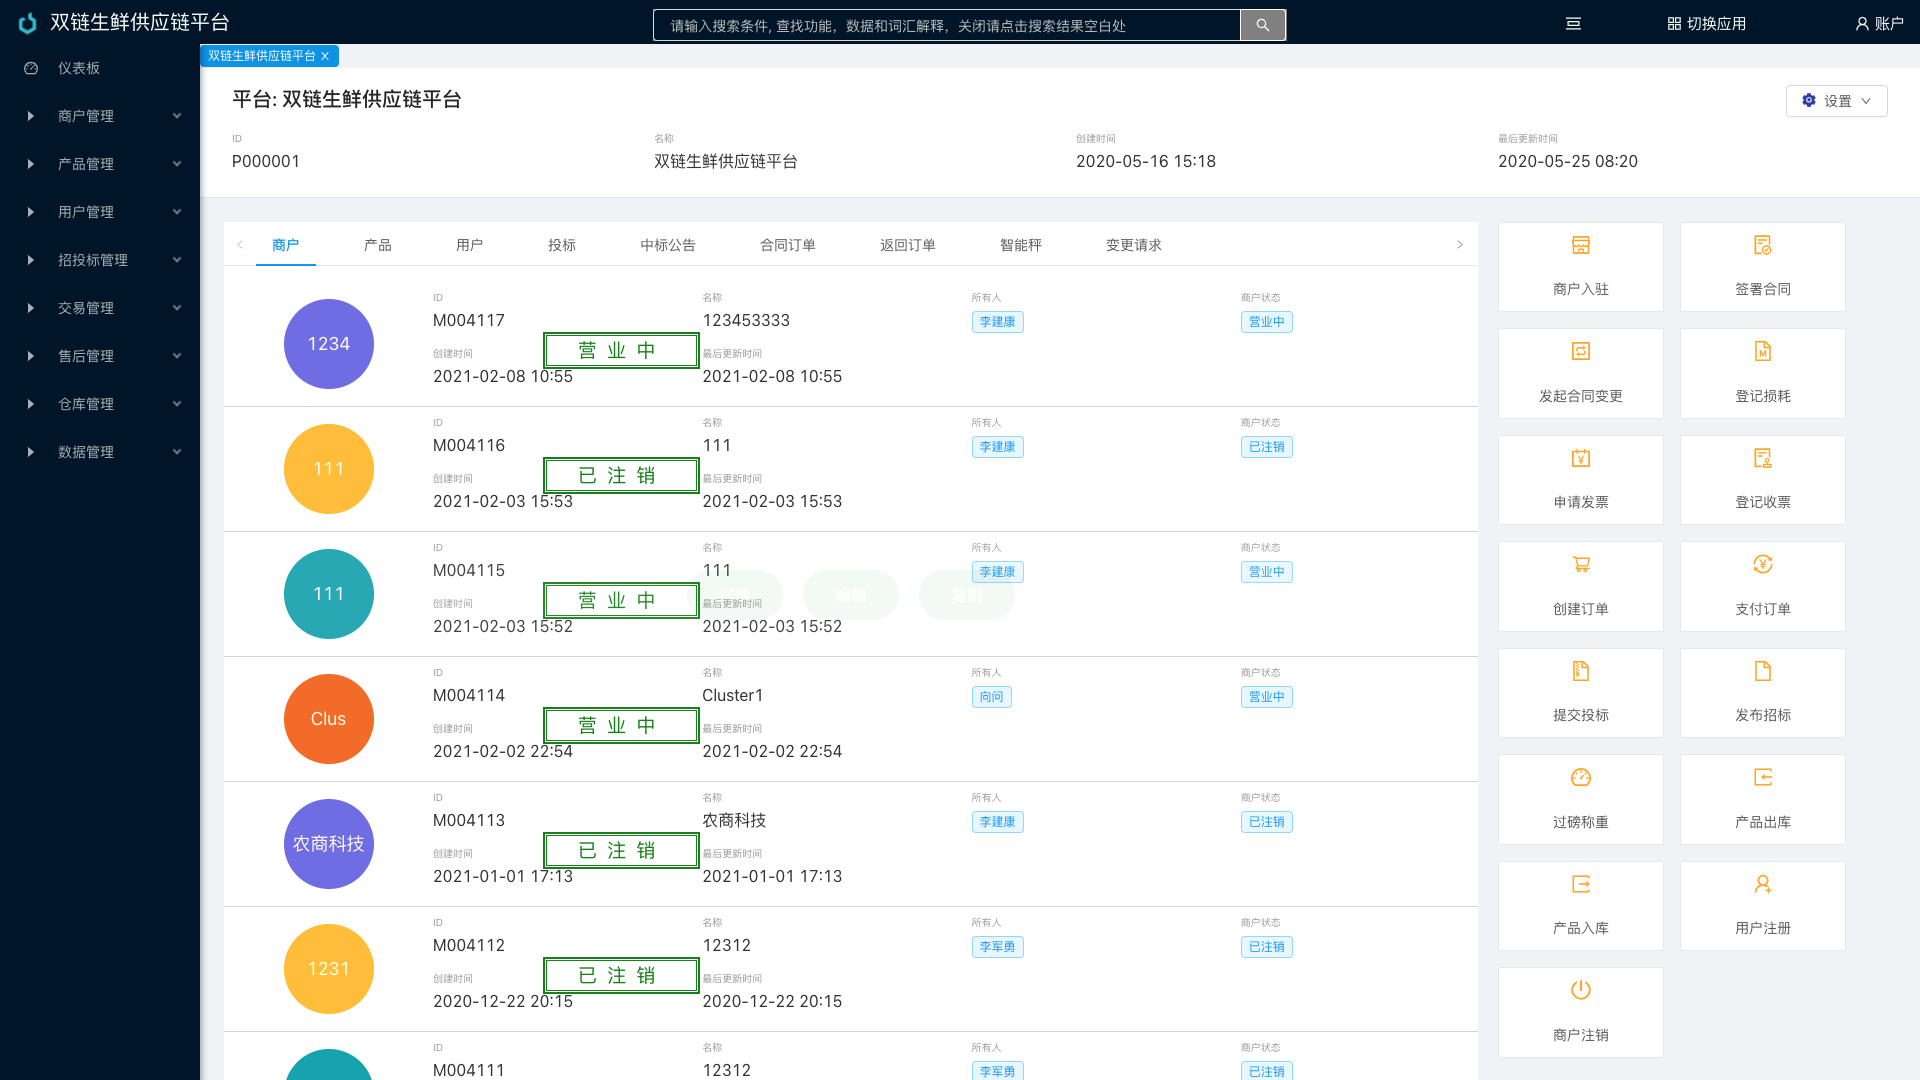 双链生鲜供应链平台
请输入搜索条件, 查找功能，数据和词汇解释，关闭请点击搜索结果空白处
切换应用
账户
双链生鲜供应链平台
仪表板
商户管理
产品管理
用户管理
招投标管理
交易管理
售后管理
仓库管理
数据管理
平台: 双链生鲜供应链平台
设置
ID 名称 创建时间 最后更新时间
P000001 双链生鲜供应链平台 2020-05-16 15:18 2020-05-25 08:20
商户 产品 用户 投标 中标公告 合同订单 返回订单 智能秤 变更请求
1234
ID 名称 所有人 商户状态
M004117 123453333 李建康 营业中
营业中
创建时间 最后更新时间
2021-02-08 10:55 2021-02-08 10:55
111
ID 名称 所有人 商户状态
M004116 111 李建康 已注销
已注销
创建时间 最后更新时间
2021-02-03 15:53 2021-02-03 15:53
111
ID 名称 所有人 商户状态
M004115 111 李建康 营业中
营业中
编辑 复制
创建时间 最后更新时间
2021-02-03 15:52 2021-02-03 15:52
Clus
ID 名称 所有人 商户状态
M004114 Cluster1 向问 营业中
营业中
创建时间 最后更新时间
2021-02-02 22:54 2021-02-02 22:54
农商科技
ID 名称 所有人 商户状态
M004113 农商科技 李建康 已注销
已注销
创建时间 最后更新时间
2021-01-01 17:13 2021-01-01 17:13
1231
ID 名称 所有人 商户状态
M004112 12312 李军勇 已注销
已注销
创建时间 最后更新时间
2020-12-22 20:15 2020-12-22 20:15
ID 名称 所有人 商户状态
M004111 12312 李军勇 已注销
商户入驻 签署合同
发起合同变更 登记损耗
申请发票 登记收票
创建订单 支付订单
提交投标 发布招标
过磅称重 产品出库
产品入库 用户注册
商户注销